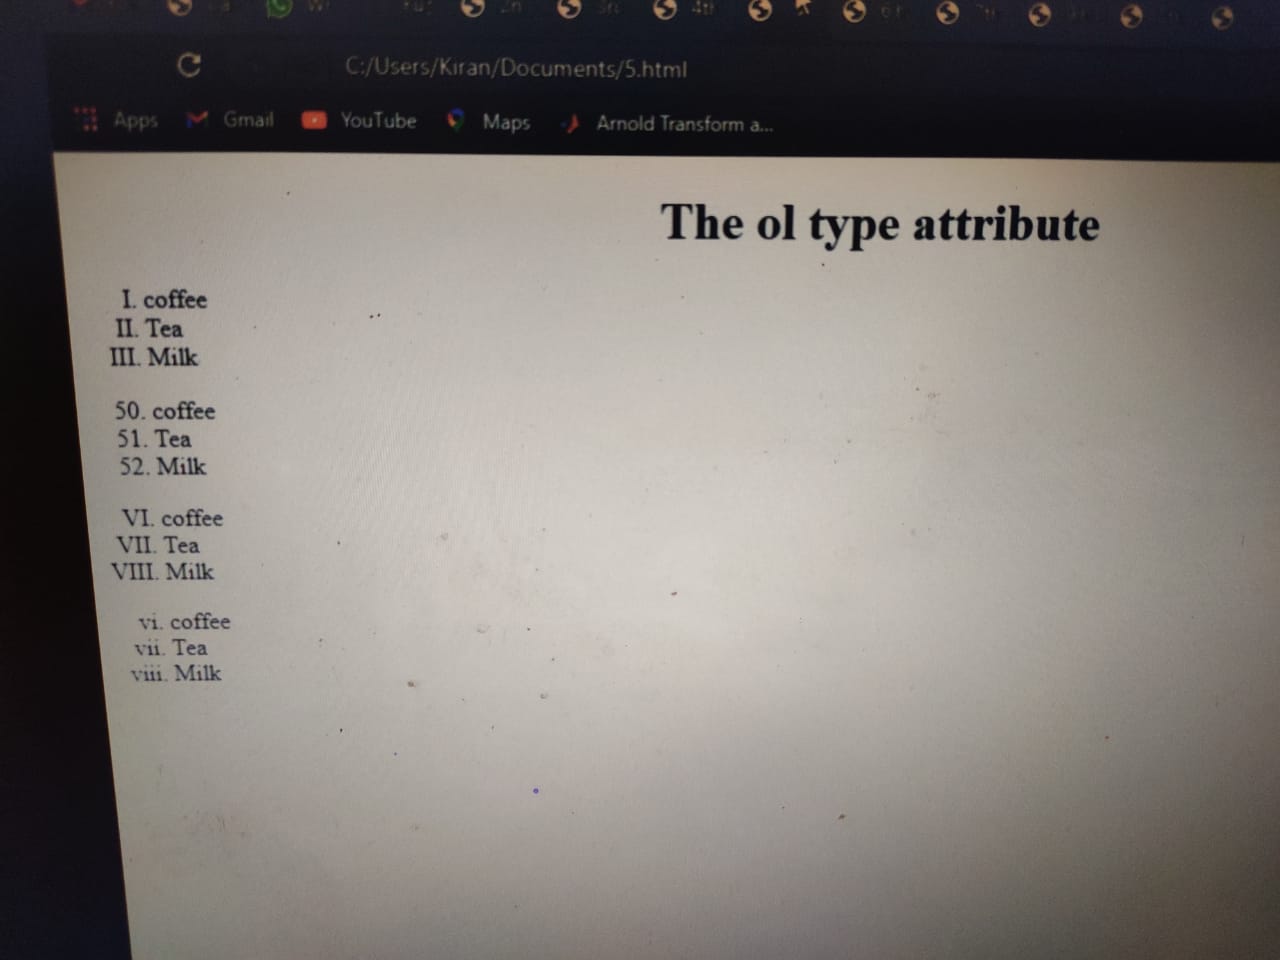 C:/Users/Kiran/Documents/5.html
Apps Gmail YouTube Maps Arnold Transform a...
The ol type attribute
I. coffee
II. Tea
III. Milk
50. coffee
51. Tea
52. Milk
VI. coffee
VII. Tea
VIII. Milk
vi. coffee
vii. Tea
viii. Milk